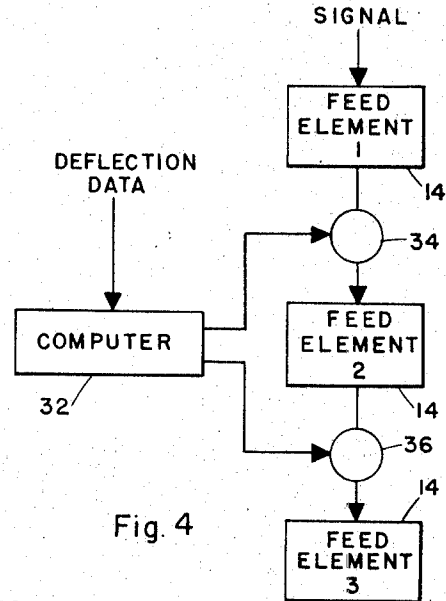 SIGNAL
FEED
ELEMENT
1
14
DEFLECTION
DATA
34
COMPUTER
32
FEED
ELEMENT
2
14
36
14
FEED
ELEMENT
3
Fig. 4